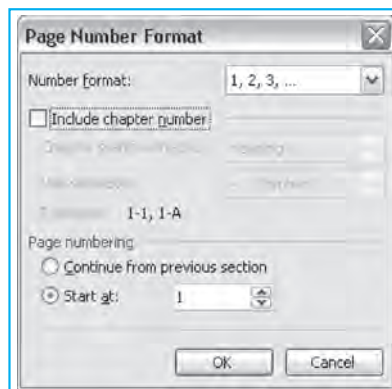 Page Number Format
Number format: 1, 2, 3, ...
Include chapter number
1-1, 1-A
Page numbering
Continue from previous section
Start at: 1
OK Cancel